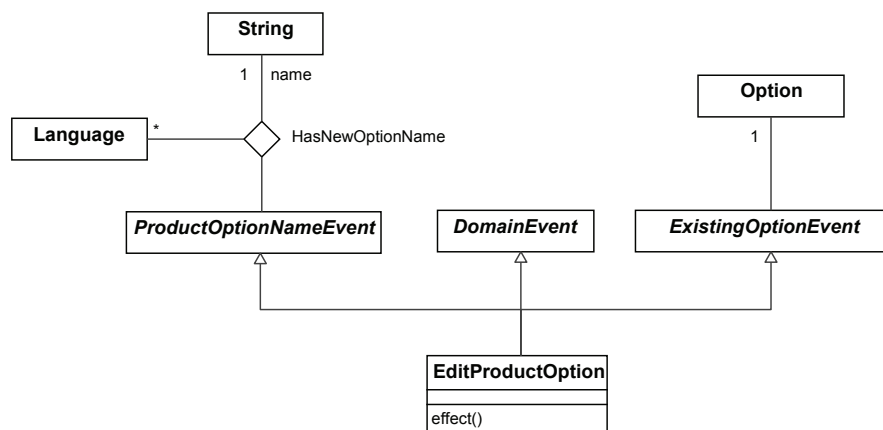 String
1 name
Option
Language
*
HasNewOptionName
1
ProductOptionNameEvent
DomainEvent
ExistingOptionEvent
EditProductOption
effect()